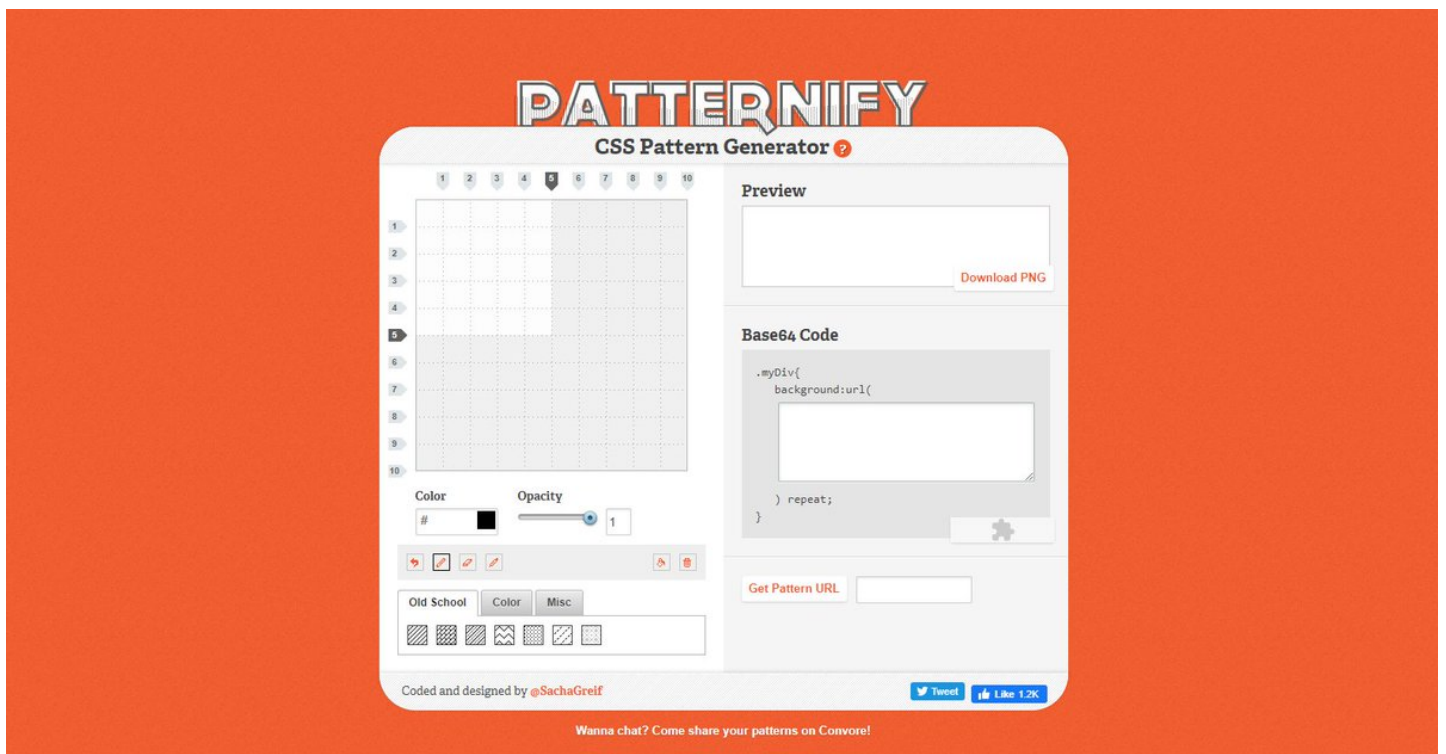 PATTERNIFY
CSS Pattern Generator ?
1 2 3 4 5 6 7 8 9 10
1
2
3
4
5
6
7
8
9
10
Color Opacity
# 1
Old School Color Misc
Preview
Download PNG
Base64 Code
.myDiv{
background:url(
) repeat;
}
Get Pattern URL
Coded and designed by @SachaGreif
Tweet Like 1.2K
Wanna chat? Come share your patterns on Convore!